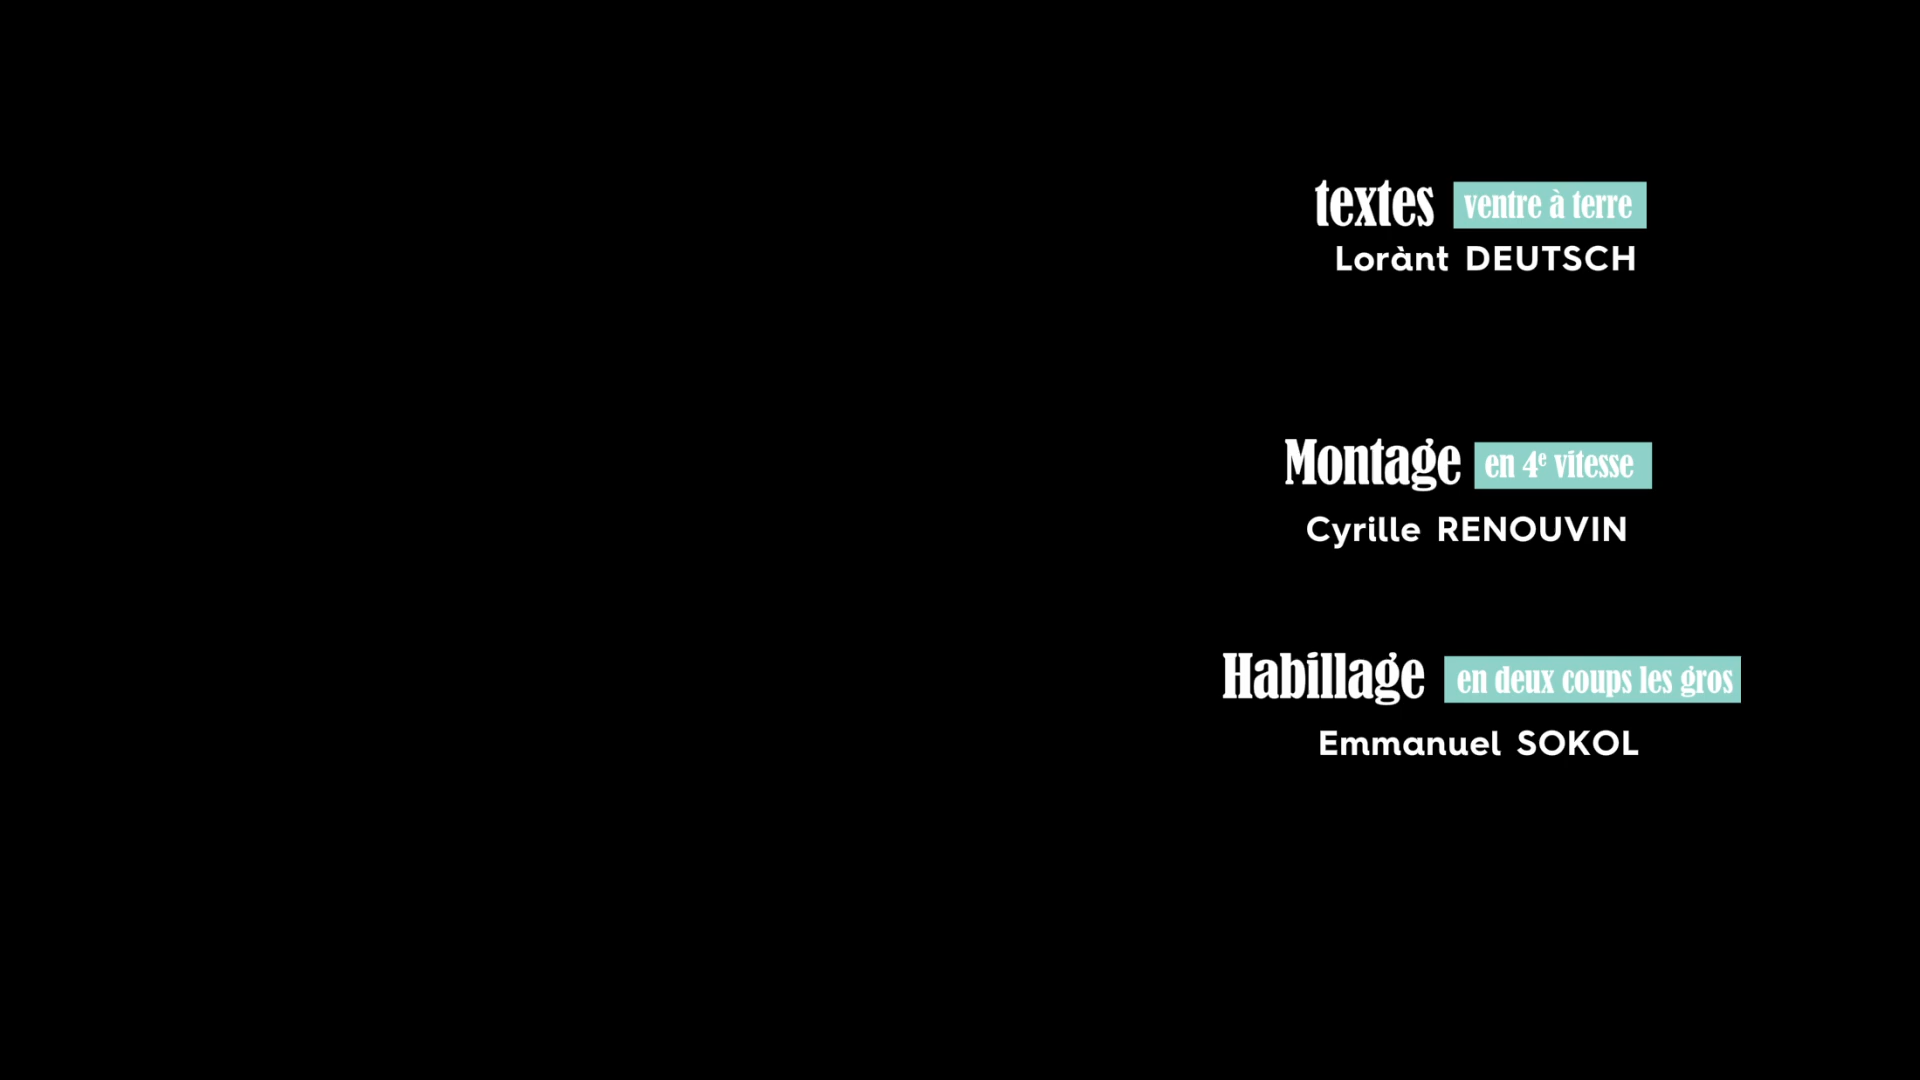 textes ventre à terre
Lorànt DEUTSCH
Montage en 4e vitesse
Cyrille RENOUVIN
Habillage en deux coups les gros
Emmanuel SOKOL